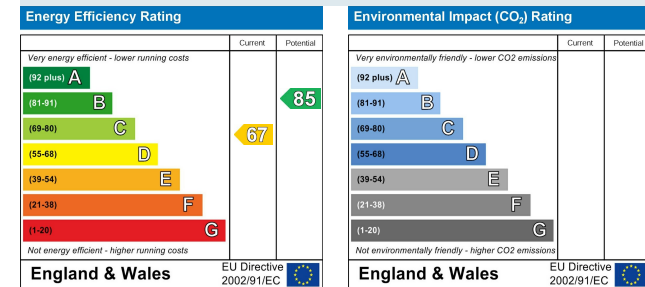 Energy Efficiency Rating
Current Potential
Very energy efficient - lower running costs
(92 plus) A
(81-91) B
(69-80) C
(55-68) D
(39-54) E
(21-38) F
(1-20) G
85
67
Not energy efficient - higher running costs
England & Wales
EU Directive
2002/91/EC
Environmental Impact (CO₂) Rating
Current Potential
Very environmentally friendly - lower CO2 emissions
(92 plus) A
(81-91) B
(69-80) C
(55-68) D
(39-54) E
(21-38) F
(1-20) G
Not environmentally friendly - higher CO2 emissions
England & Wales
EU Directive
2002/91/EC